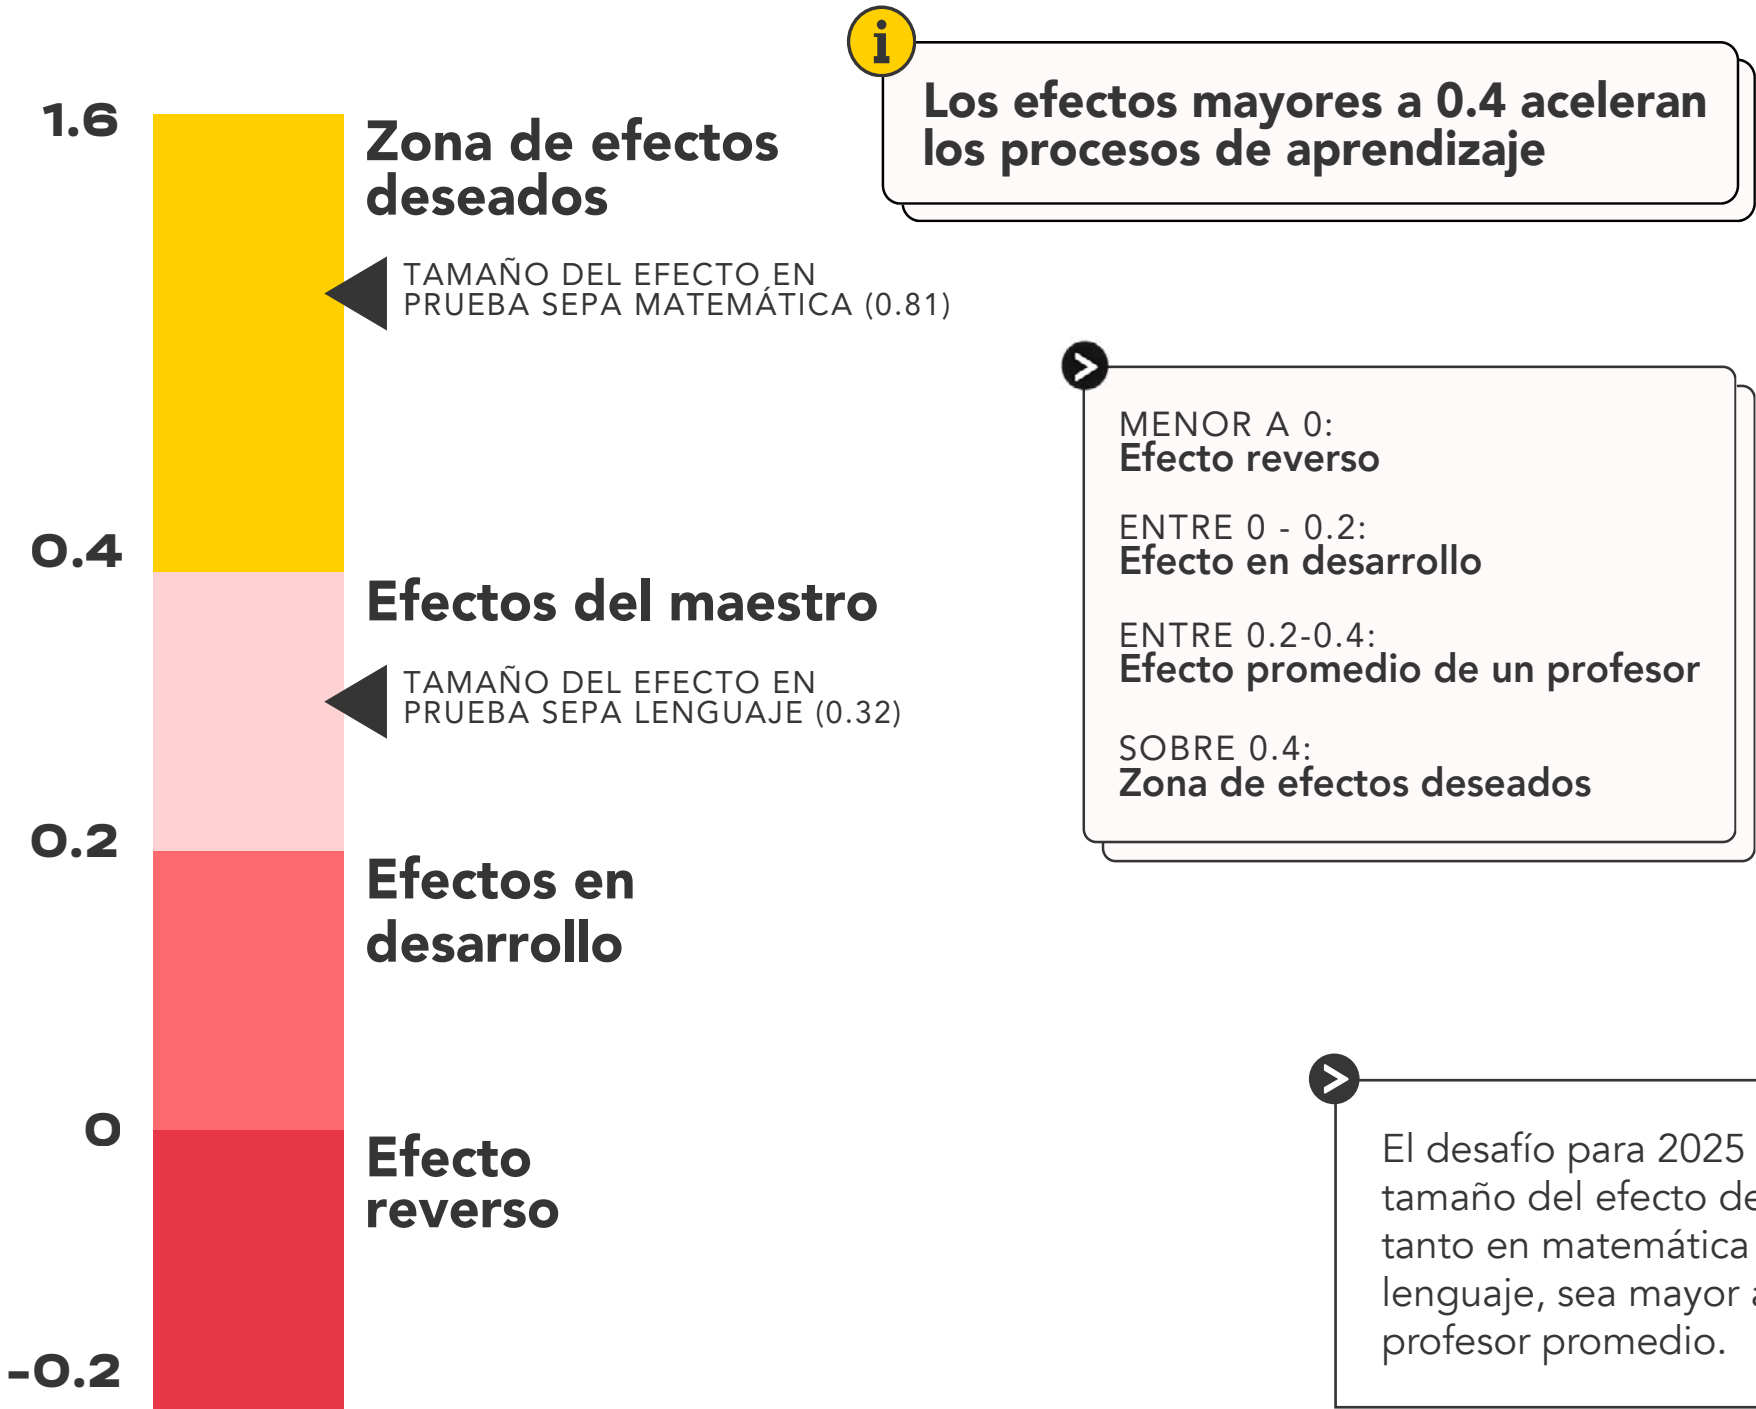 i
Los efectos mayores a 0.4 aceleran
los procesos de aprendizaje
1.6
Zona de efectos
deseados
TAMAÑO DEL EFECTO EN
PRUEBA SEPA MATEMÁTICA (0.81)
0.4
Efectos del maestro
TAMAÑO DEL EFECTO EN
PRUEBA SEPA LENGUAJE (0.32)
0.2
Efectos en
desarrollo
0
Efecto
reverso
-0.2
MENOR A 0:
Efecto reverso
ENTRE 0 - 0.2:
Efecto en desarrollo
ENTRE 0.2-0.4:
Efecto promedio de un profesor
SOBRE 0.4:
Zona de efectos deseados
El desafío para 2025
tamaño del efecto de
tanto en matemática
lenguaje, sea mayor a
profesor promedio.